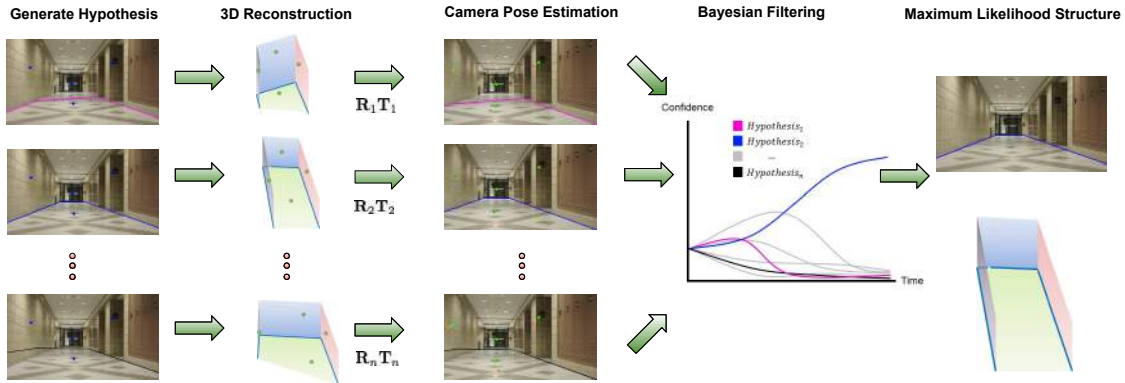 Generate Hypothesis
3D Reconstruction
Camera Pose Estimation
Bayesian Filtering
Maximum Likelihood Structure
R₁T₁
R₂T₂
RₙTₙ
Confidence
Hypothesis₁
Hypothesis₂
...
Hypothesisₙ
Time